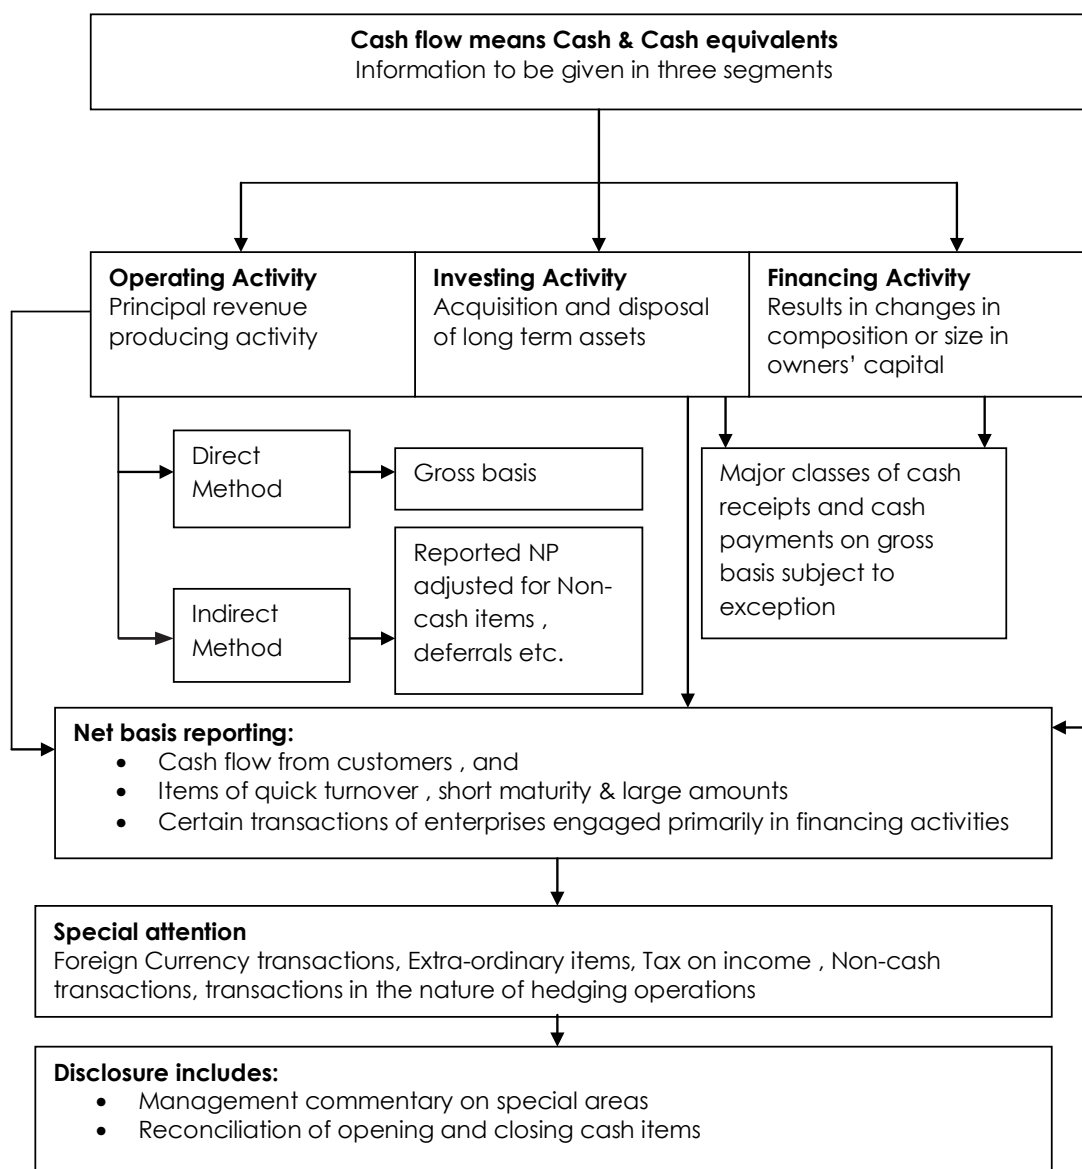 Cash flow means Cash & Cash equivalents
Information to be given in three segments
Operating Activity
Principal revenue
producing activity
Investing Activity
Acquisition and disposal
of long term assets
Financing Activity
Results in changes in
composition or size in
owners’ capital
Direct
Method
Gross basis
Indirect
Method
Reported NP
adjusted for Non-
cash items ,
deferrals etc.
Major classes of cash
receipts and cash
payments on gross
basis subject to
exception
Net basis reporting:
• Cash flow from customers , and
• Items of quick turnover , short maturity & large amounts
• Certain transactions of enterprises engaged primarily in financing activities
Special attention
Foreign Currency transactions, Extra-ordinary items, Tax on income , Non-cash
transactions, transactions in the nature of hedging operations
Disclosure includes:
• Management commentary on special areas
• Reconciliation of opening and closing cash items